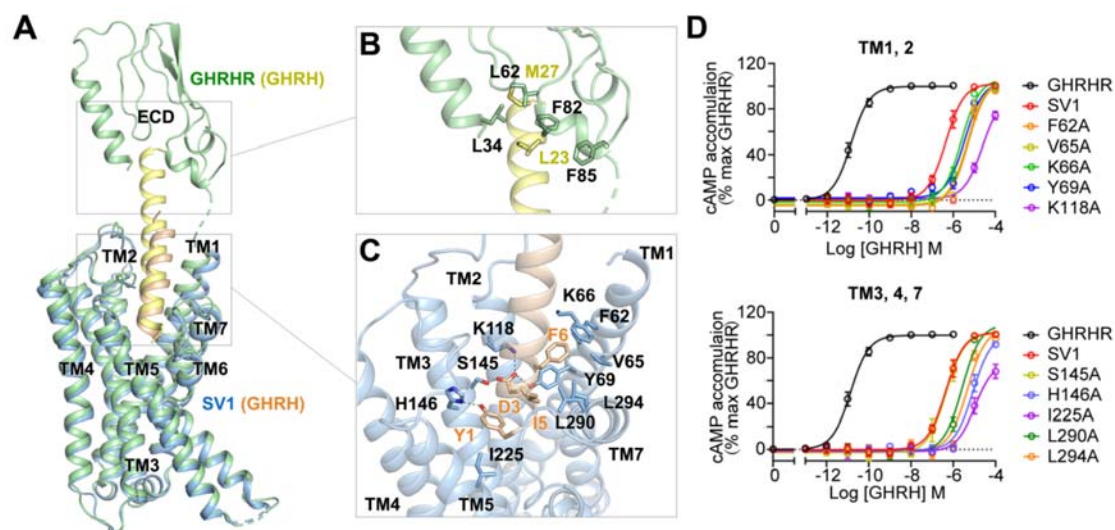 A
GHRHR (GHRH)
ECD
TM2
TM1
TM7
TM4
TM5
TM6
SV1 (GHRH)
TM3
B
L62 M27
F82
L34
L23
F85
C
TM1
TM2
K66
F62
K118
F6
TM3
S145
V65
Y69
H146
D3
L294
Y1
I5
L290
I225
TM7
TM4
TM5
D
TM1, 2
cAMP accomulaion
(% max GHRHR)
120
80
40
0
0 -12 -10 -8 -6 -4
Log [GHRH] M
GHRHR
SV1
F62A
V65A
K66A
Y69A
K118A
TM3, 4, 7
cAMP accomulaion
(% max GHRHR)
120
80
40
0
0 -12 -10 -8 -6 -4
Log [GHRH] M
GHRHR
SV1
S145A
H146A
I225A
L290A
L294A